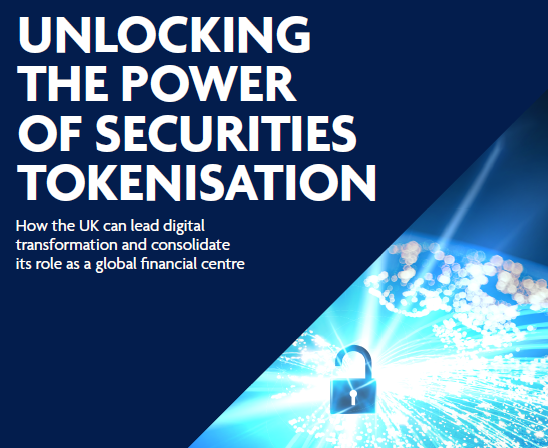 UNLOCKING
THE POWER
OF SECURITIES
TOKENISATION
How the UK can lead digital
transformation and consolidate
its role as a global financial centre